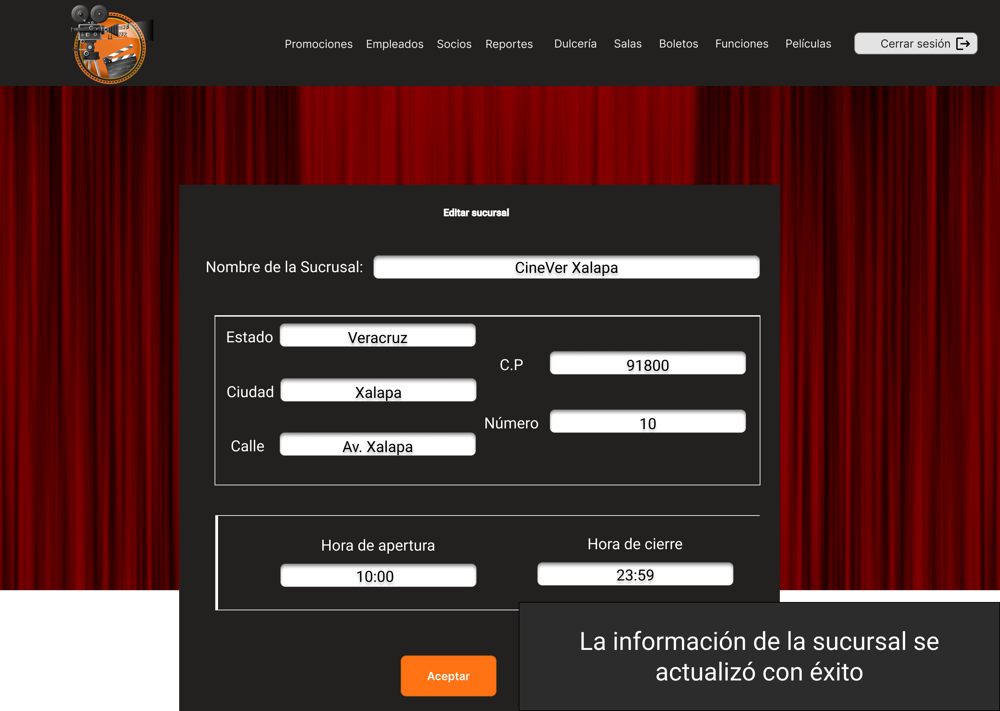 CINE
VER
Promociones Empleados Socios Reportes Dulcería Salas Boletos Funciones Películas Cerrar sesión
Editar sucursal
Nombre de la Sucrusal: CineVer Xalapa
Estado Veracruz
C.P 91800
Ciudad Xalapa
Número 10
Calle Av. Xalapa
Hora de apertura Hora de cierre
10:00 23:59
La información de la sucursal se
actualizó con éxito
Aceptar